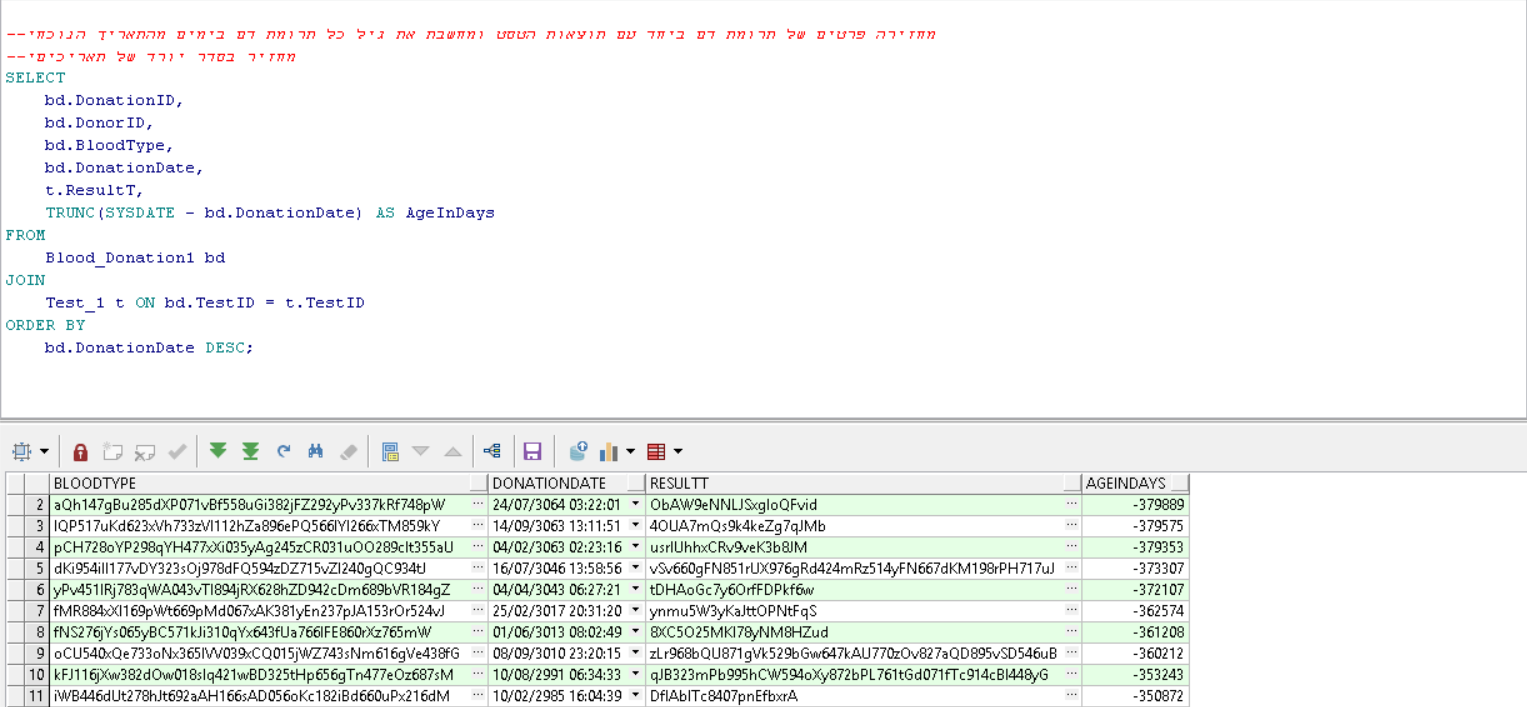 --מחזירה פרטים של תרומת דם ביחד עם תוצאות הטסט ומחשבת את גיל כל תרומת דם בימים מהתאריך הנוכחי
--מחזיר בסדר יורד של תאריכים
SELECT
bd.DonationID,
bd.DonorID,
bd.BloodType,
bd.DonationDate,
t.ResultT,
TRUNC(SYSDATE - bd.DonationDate) AS AgeInDays
FROM
Blood_Donation1 bd
JOIN
Test_1 t ON bd.TestID = t.TestID
ORDER BY
bd.DonationDate DESC;
BLOODTYPE DONATIONDATE RESULTT AGEINDAYS
2 aQh147gBu285dXP071vBf558uGi382jFZ292yPv337kRf748pW 24/07/3064 03:22:01 ObAW9eNNLJSxgIoQFvid -379889
3 IQP517uKd623xVh733zVI112hZa896ePQ566IYI266xTM859kY 14/09/3063 13:11:51 4OUA7mQs9k4keZg7qJMb -379575
4 pCH728oYP298qYH477xXi035yAg245zCR031uOO289cIt355aU 04/02/3063 02:23:16 usrIUhhxCRv9veK3b8JM -379353
5 dKi954iII177vDY323sOj978dFQ594zDZ715vZI240gQC934tJ 16/07/3046 13:58:56 vSv660gFN851rUX976gRd424mRz514yFN667dKM198rPH717uJ -373307
6 yPv451IRj783qWA043vTI894jRX628hZD942cDm689bVR184gZ 04/04/3043 06:27:21 tDHAoGc7y6OrfFDPkf6w -372107
7 fMR884xXI169pWt669pMd067xAK381yEn237pJA153rOr524vJ 25/02/3017 20:31:20 ynmu5W3yKaJttOPNtFqS -362574
8 fNS276jYs065yBC571kJi310qYx643fUa766IFE860rXz765mW 01/06/3013 08:02:49 8XC5O25MKI78yNM8HZud -361208
9 oCU540xQe733oNx365IVV039xCQ015jWZ743sNm616gVe438fG 08/09/3010 23:20:15 zLr968bQU871gVk529bGw647kAU770zOv827aQD895vSD546uB -360212
10 kFJ116jXw382dOw018sIq421wBD325tHp656gTn477eOz687sM 10/08/2991 06:34:33 qJB323mPb995hCW594oXy872bPL761tGd071fTc914cBI448yG -353243
11 iWB446dUt278hJt692aAH166sAD056oKc182iBd660uPx216dM 10/02/2985 16:04:39 DfIAbITc8407pnEfbxrA -350872